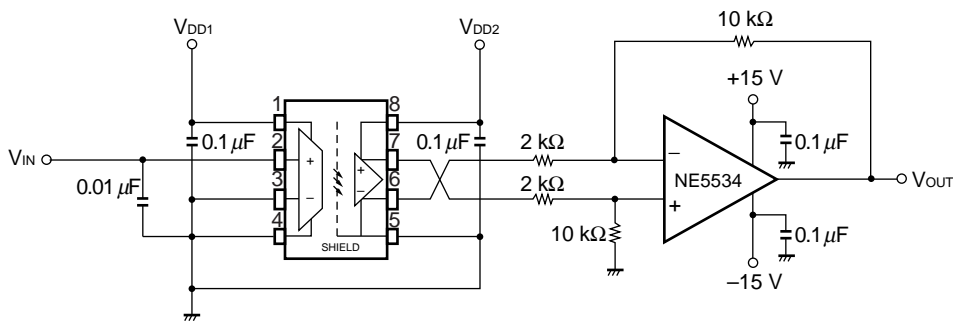 10 kΩ
VDD1
VDD2
+15 V
1
8
0.1 μF
2
7
0.1 μF
2 kΩ
0.1 μF
VIN
+
+
−
NE5534
VOUT
0.01 μF
3
−
−
6
2 kΩ
+
4
5
10 kΩ
0.1 μF
SHIELD
–15 V